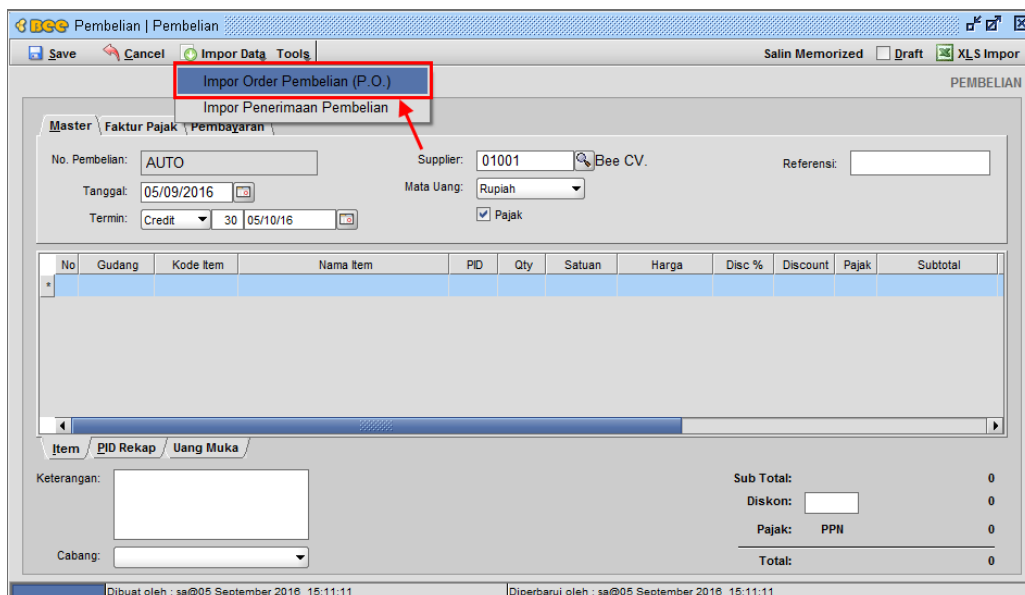 Bee Pembelian | Pembelian
Save Cancel Impor Data Tools Salin Memorized Draft XLS Impor
Impor Order Pembelian (P.O.)
PEMBELIAN
Impor Penerimaan Pembelian
Master Faktur Pajak Pembayaran
No. Pembelian: AUTO Supplier: 01001 Bee CV. Referensi:
Tanggal: 05/09/2016 Mata Uang: Rupiah
Termin: Credit 30 05/10/16 Pajak
No Gudang Kode Item Nama Item PID Qty Satuan Harga Disc % Discount Pajak Subtotal
*
Item PID Rekap Uang Muka
Keterangan: Sub Total: 0
Diskon: 0
Pajak: PPN 0
Cabang: Total: 0
Dibuat oleh : sa@05 September 2016 15:11:11 Diperbarui oleh : sa@05 September 2016 15:11:11